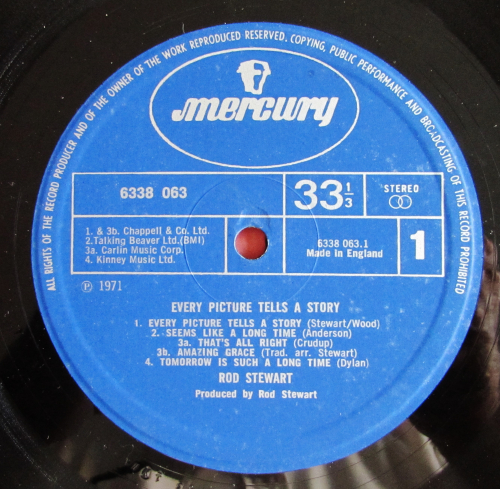 ALL RIGHTS OF THE RECORD PRODUCER AND OF THE OWNER OF THE WORK REPRODUCED RESERVED. COPYING, PUBLIC PERFORMANCE AND BROADCASTING OF THIS RECORD PROHIBITED
mercury
6338 063
33 1/3
STEREO
1. & 3b. Chappell & Co. Ltd.
2.Talking Beaver Ltd.(BMI)
3a. Carlin Music Corp.
4. Kinney Music Ltd.
6338 063.1
Made in England
1
Ⓟ 1971
EVERY PICTURE TELLS A STORY
1. EVERY PICTURE TELLS A STORY (Stewart/Wood)
2. SEEMS LIKE A LONG TIME (Anderson)
3a. THAT'S ALL RIGHT (Crudup)
3b. AMAZING GRACE (Trad. arr. Stewart)
4. TOMORROW IS SUCH A LONG TIME (Dylan)
ROD STEWART
Produced by Rod Stewart